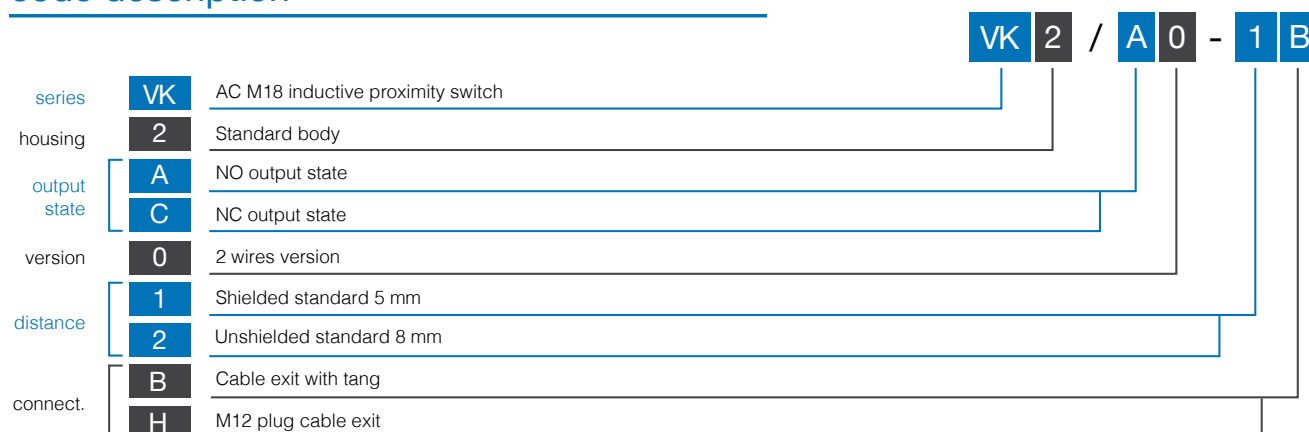 code description
VK 2 / A 0 - 1 B
series VK AC M18 inductive proximity switch
housing 2 Standard body
output state
A NO output state
C NC output state
version 0 2 wires version
distance
1 Shielded standard 5 mm
2 Unshielded standard 8 mm
connect.
B Cable exit with tang
H M12 plug cable exit